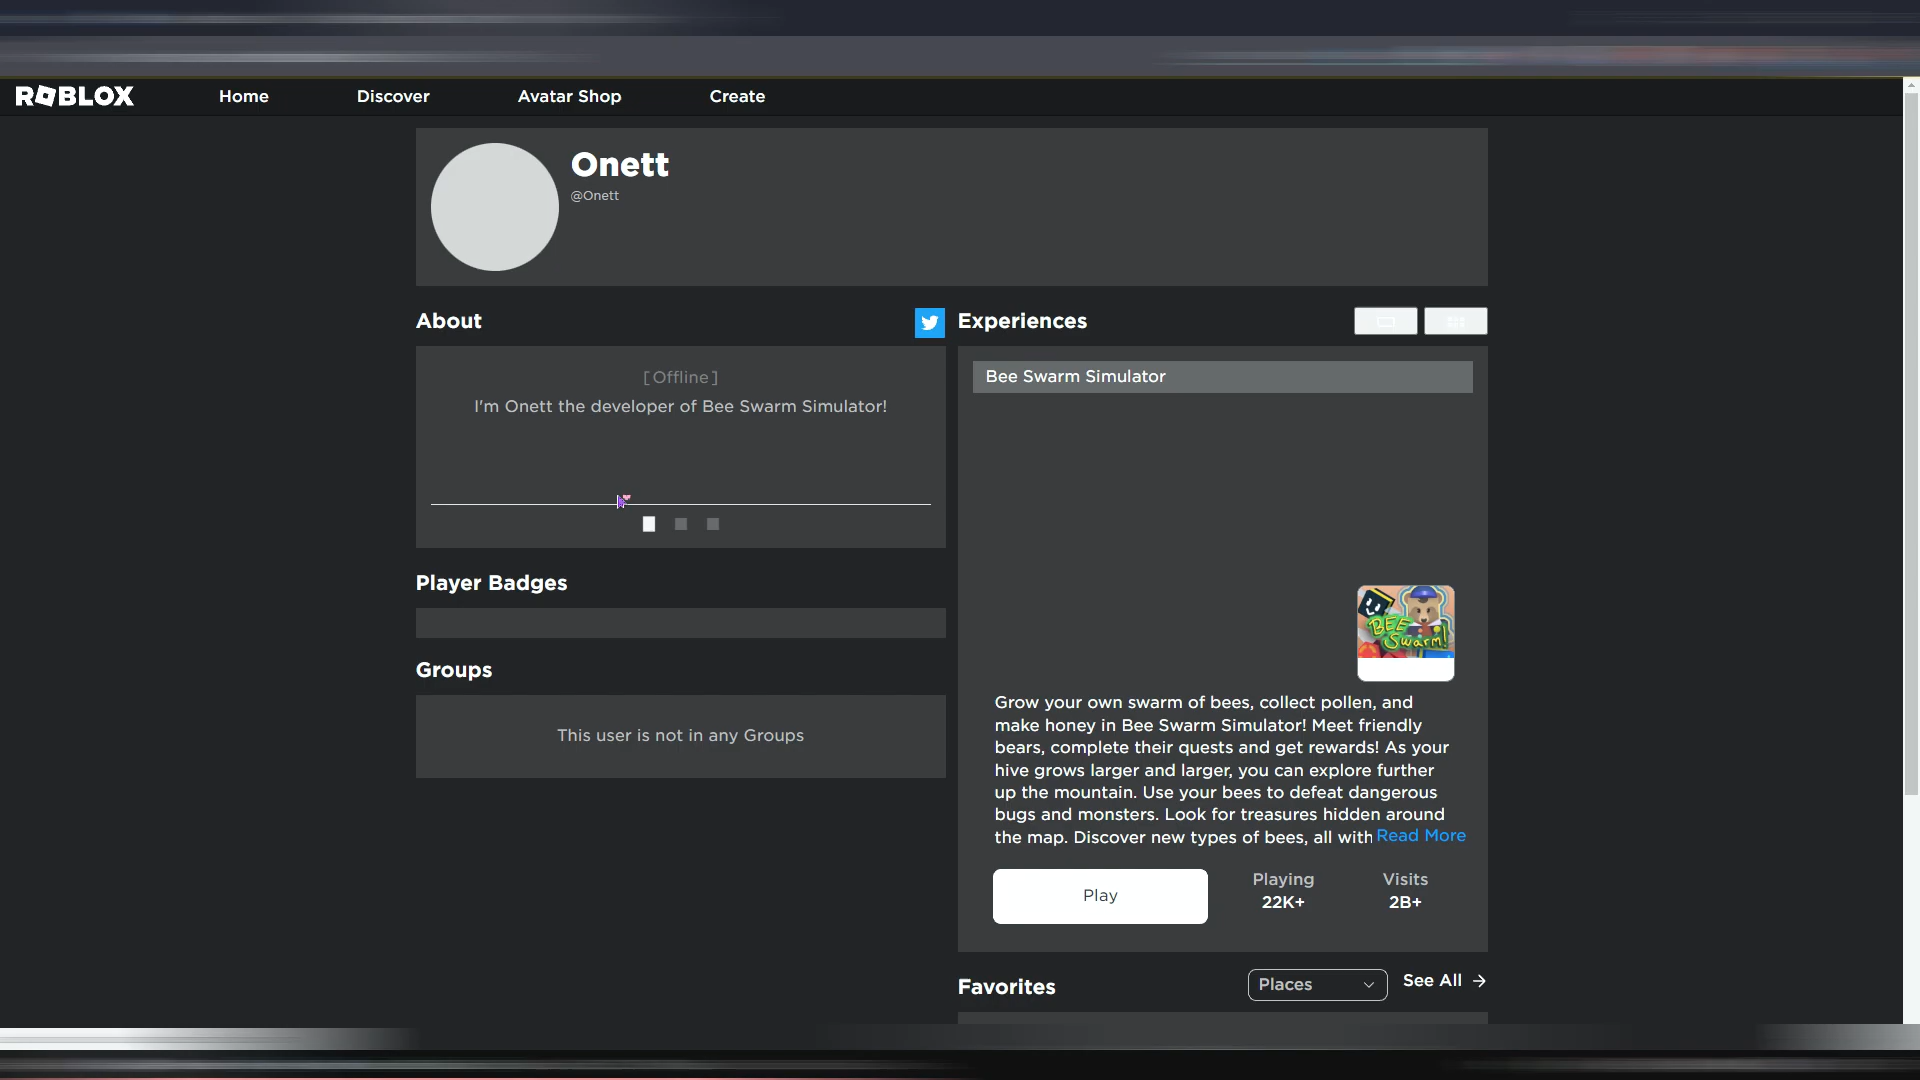 ROBLOX
Home
Discover
Avatar Shop
Create
Onett
@Onett
About
[ Offline ]
I'm Onett the developer of Bee Swarm Simulator!
Player Badges
Groups
This user is not in any Groups
Experiences
Bee Swarm Simulator
BEE
Swarm!
Grow your own swarm of bees, collect pollen, and
make honey in Bee Swarm Simulator! Meet friendly
bears, complete their quests and get rewards! As your
hive grows larger and larger, you can explore further
up the mountain. Use your bees to defeat dangerous
bugs and monsters. Look for treasures hidden around
the map. Discover new types of bees, all with Read More
Play
Playing
22K+
Visits
2B+
Favorites
Places
See All